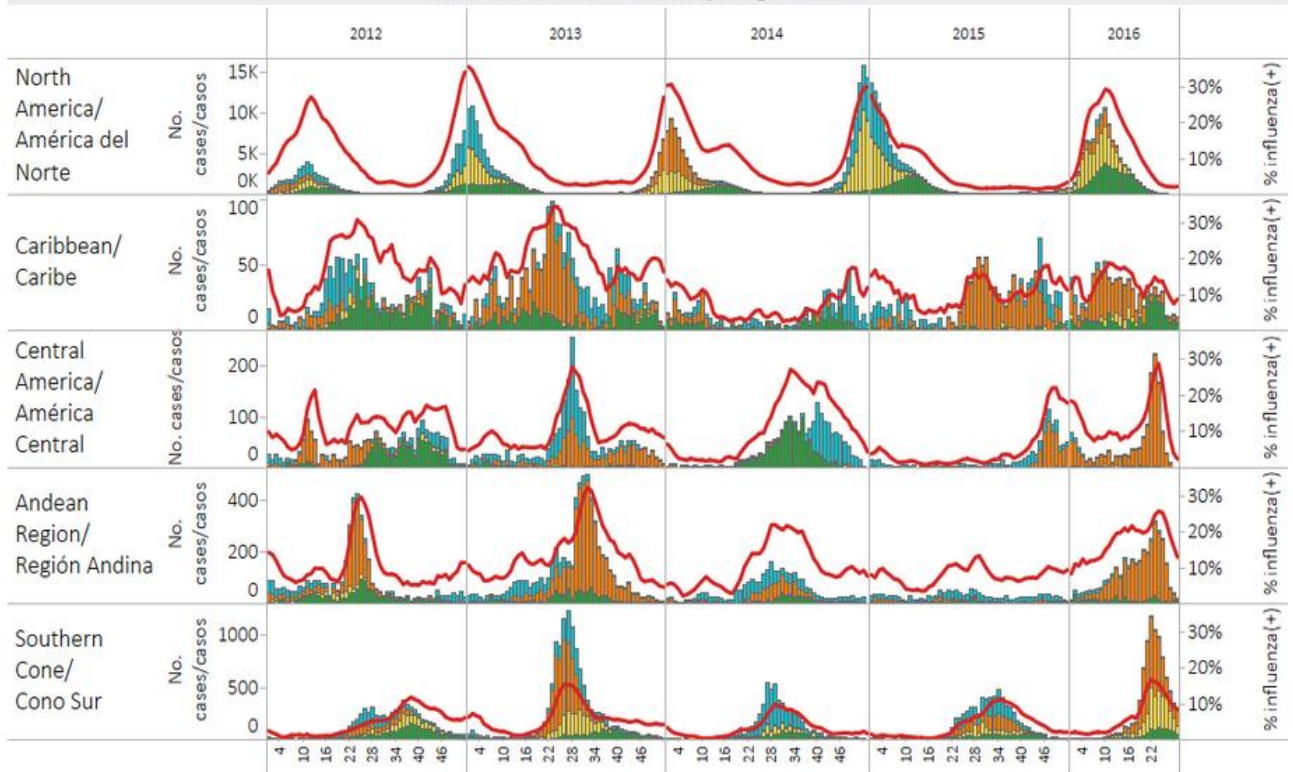 2012 2013 2014 2015 2016
North
America/
América del
Norte
No.
cases/casos
15K
10K
5K
0K
30%
20%
10%
% influenza(+)
Caribbean/
Caribe
No.
cases/casos
100
50
0
30%
20%
10%
% influenza(+)
Central
America/
América
Central
No. cases/casos
200
100
0
30%
20%
10%
% influenza(+)
Andean
Region/
Región Andina
No.
cases/casos
400
200
0
30%
20%
10%
% influenza(+)
Southern
Cone/
Cono Sur
No.
cases/casos
1000
500
0
30%
20%
10%
% influenza(+)
4 10 16 22 28 34 40 46 4 10 16 22 28 34 40 46 4 10 16 22 28 34 40 46 4 10 16 22 28 34 40 46 4 10 16 22